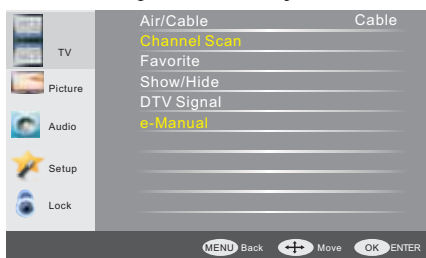 TV
Picture
Audio
Setup
Lock
Air/Cable Cable
Channel Scan
Favorite
Show/Hide
DTV Signal
e-Manual
MENU Back Move OK ENTER